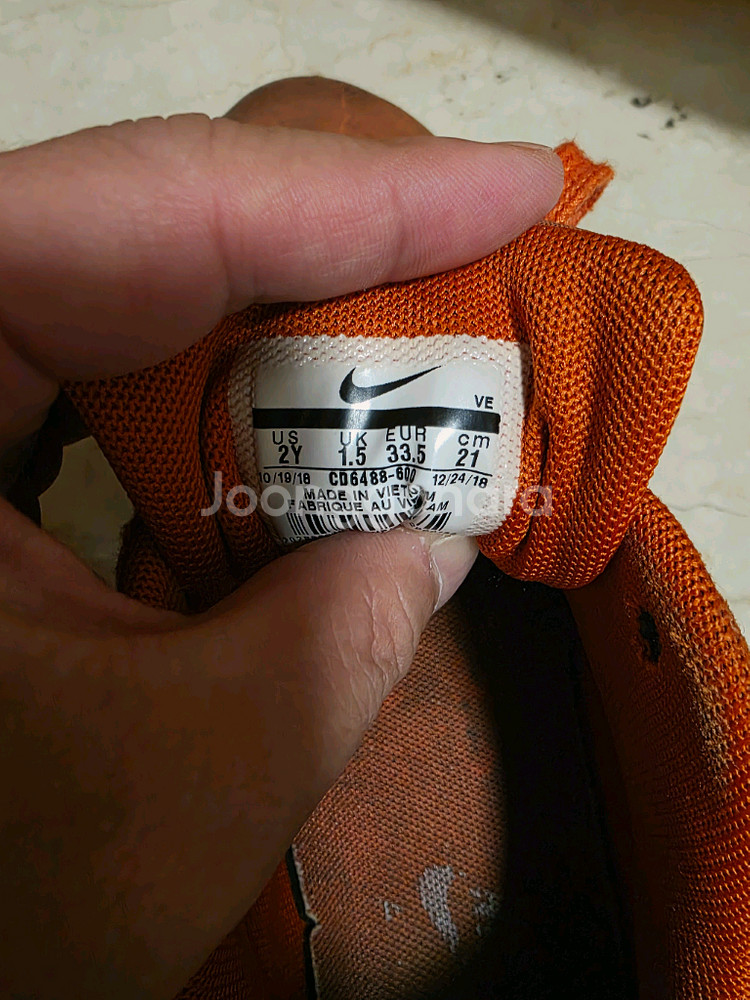 VE
US UK EUR cm
2Y 1.5 33.5 21
10/19/18 CD6488-600 12/24/18
MADE IN VIETNAM
FABRIQUE AU VIETNAM